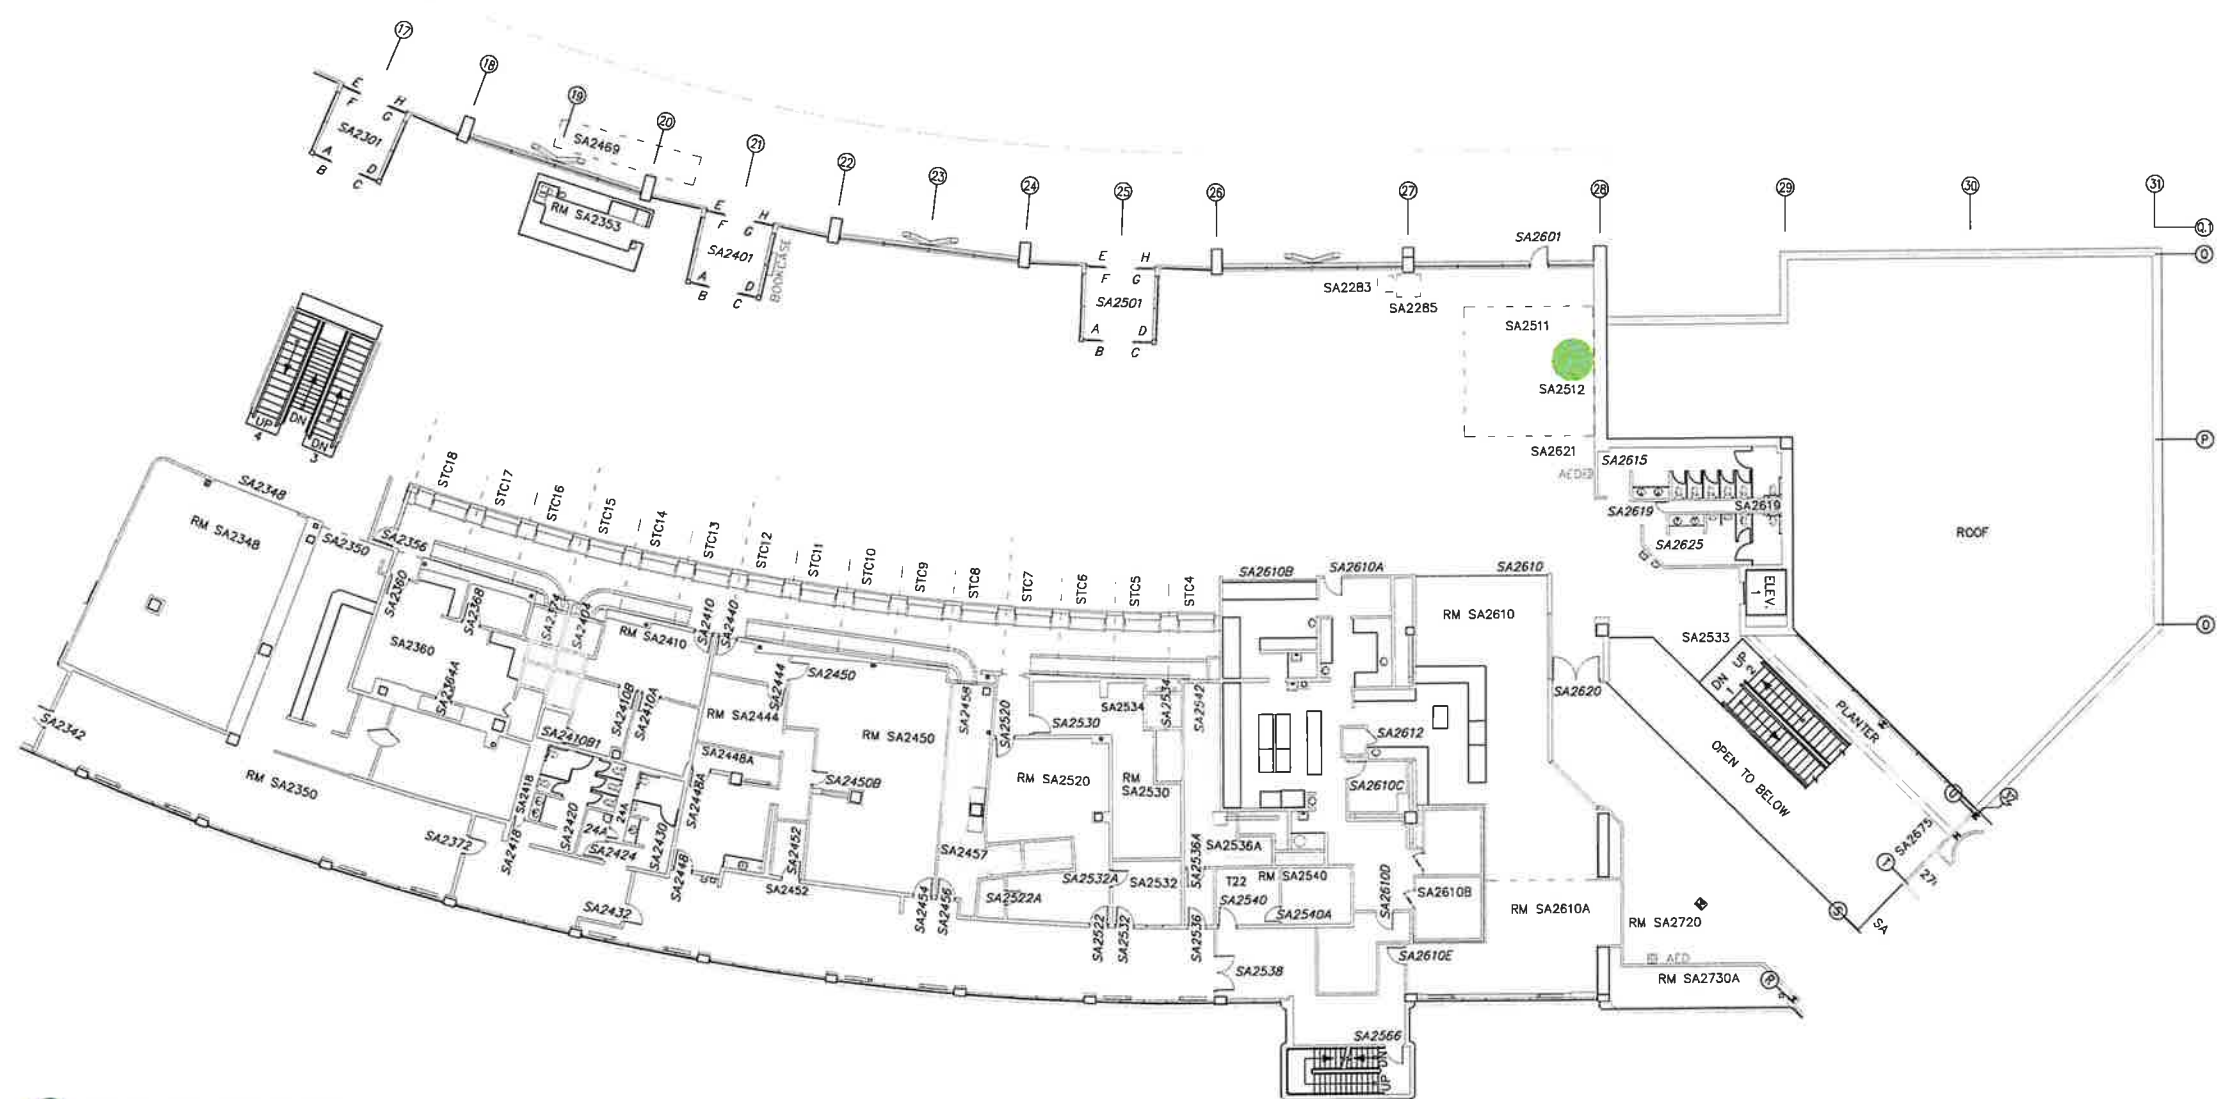 17
18
19
20
21
22
23
24
25
26
27
28
29
30
31
Q.1
Q
P
O
E
F
H
G
SA2301
A
B
D
C
SA2469
RM SA2353
E
F
H
G
SA2401
A
B
D
C
BOOKCASE
E
F
H
G
SA2501
A
B
D
C
SA2601
SA2283
SA2285
SA2511
SA2512
SA2621
AED
SA2615
SA2619
SA2619
SA2625
ELEV. 1
ROOF
UP
4
DN
DN
3
STC18
STC17
STC16
STC15
STC14
STC13
STC12
STC11
STC10
STC9
STC8
STC7
STC6
STC5
STC4
SA2348
RM SA2348
SA2350
SA2356
SA2360
SA2360
SA2368
SA2364A
SA2374
SA2404
RM SA2410
SA2410
SA2440
SA2410B
SA2410A
SA2410B1
SA2444
RM SA2444
SA2450
RM SA2450
SA2450B
SA2448A
SA2448A
SA2458
SA2520
SA2530
SA2534
SA2534
SA2542
RM SA2520
RM SA2530
SA2610B
SA2610A
SA2610
RM SA2610
SA2612
SA2610C
SA2620
SA2533
UP 2
DN 1
PLANTER
OPEN TO BELOW
SA2342
RM SA2350
SA2372
SA2418
SA2418
SA2420
24A
24A
SA2424
SA2430
SA2432
SA2448
SA2452
SA2452
SA2454
SA2456
SA2457
SA2522A
SA2532A
SA2522
SA2532
SA2532
SA2536A
SA2536A
SA2536
T22
RM SA2540
SA2540
SA2540A
SA2538
SA2610D
SA2610B
SA2610E
SA2566
UP
DN
RM SA2610A
RM SA2720
AED
RM SA2730A
U
32
SA2675
T
27
S
SA
R